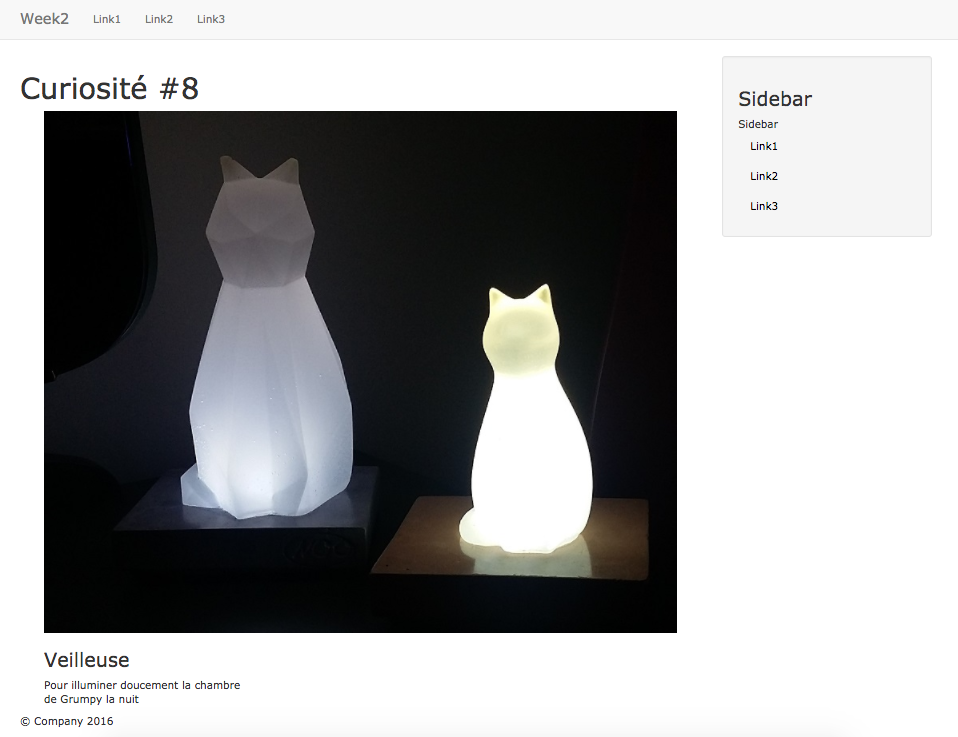 Week2 Link1 Link2 Link3
Curiosité #8
Sidebar
Sidebar
Link1
Link2
Link3
Veilleuse
Pour illuminer doucement la chambre
de Grumpy la nuit
© Company 2016